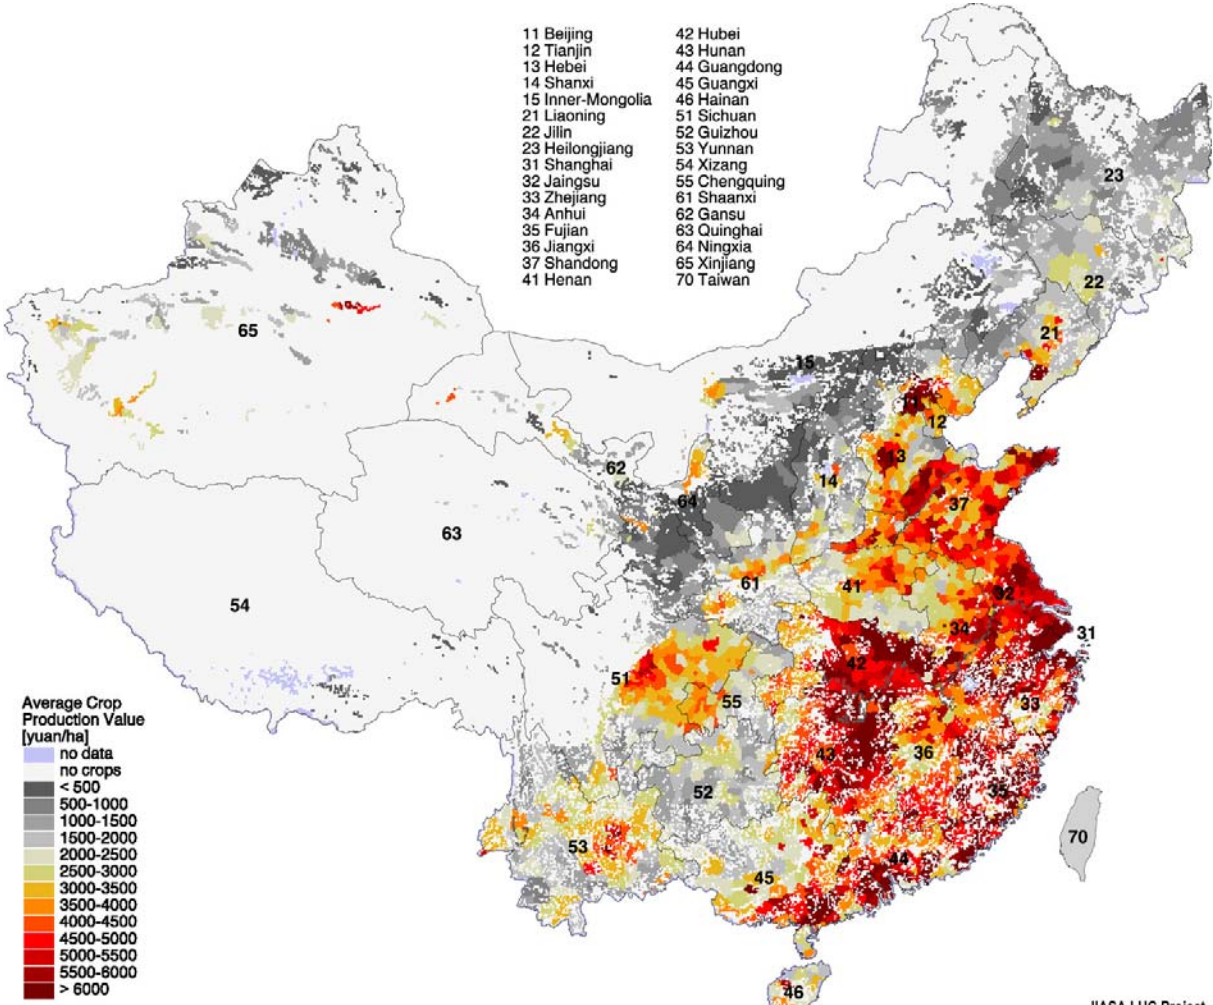 11 Beijing
12 Tianjin
13 Hebei
14 Shanxi
15 Inner-Mongolia
21 Liaoning
22 Jilin
23 Heilongjiang
31 Shanghai
32 Jaingsu
33 Zhejiang
34 Anhui
35 Fujian
36 Jiangxi
37 Shandong
41 Henan
42 Hubei
43 Hunan
44 Guangdong
45 Guangxi
46 Hainan
51 Sichuan
52 Guizhou
53 Yunnan
54 Xizang
55 Chengquing
61 Shaanxi
62 Gansu
63 Quinghai
64 Ningxia
65 Xinjiang
70 Taiwan
23
22
65
21
15
11
12
13
62
14
64
37
63
61
41
32
54
34
31
42
51
55
33
43
36
52
35
70
53
44
45
46
Average Crop
Production Value
[yuan/ha]
no data
no crops
< 500
500-1000
1000-1500
1500-2000
2000-2500
2500-3000
3000-3500
3500-4000
4000-4500
4500-5000
5000-5500
5500-6000
> 6000